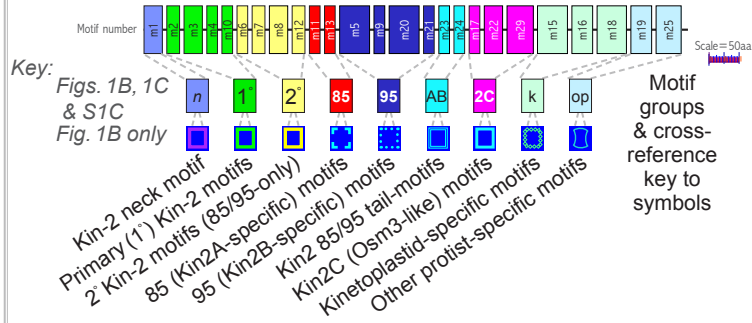 Motif number
m1 m2 m3 m4 m10 m6 m7 m8 m12 m11 m13 m5 m9 m20 m21 m23 m24 m17 m22 m29 m15 m16 m18 m19 m25
Scale=50aa
Key:
Figs. 1B, 1C
& S1C
n 1° 2° 85 95 AB 2C k op
Fig. 1B only
Motif
groups
& cross-
reference
key to
symbols
Kin-2 neck motif
Primary (1°) Kin-2 motifs
2° Kin-2 motifs (85/95-only)
85 (Kin2A-specific) motifs
95 (Kin2B-specific) motifs
Kin2 85/95 tail-motifs
Kin2C (Osm3-like) motifs
Kinetoplastid-specific motifs
Other protist-specific motifs